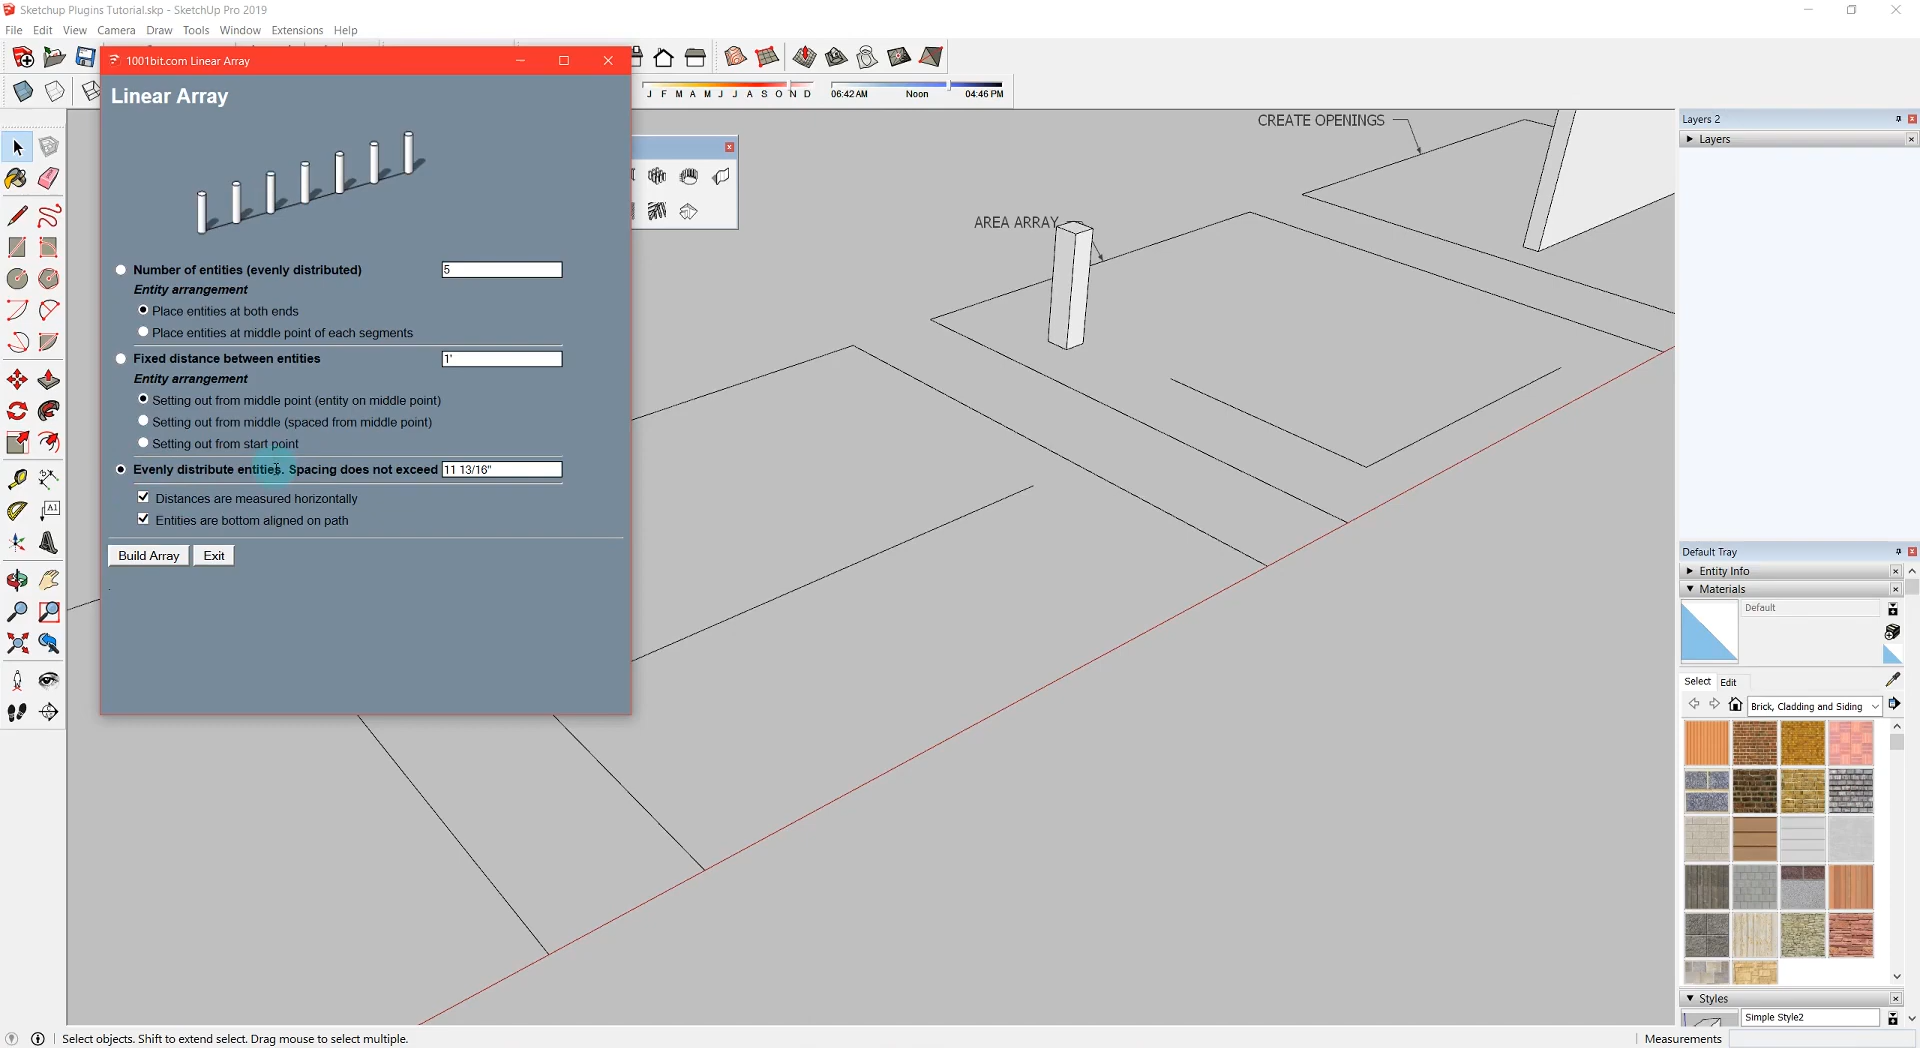 Sketchup Plugins Tutorial.skp - SketchUp Pro 2019
File Edit View Camera Draw Tools Window Extensions Help
1001bit.com Linear Array
Linear Array
J F M A M J J A S O N D
06:42 AM Noon 04:46 PM
CREATE OPENINGS
AREA ARRAY
Number of entities (evenly distributed) 5
Entity arrangement
Place entities at both ends
Place entities at middle point of each segments
Fixed distance between entities 1'
Entity arrangement
Setting out from middle point (entity on middle point)
Setting out from middle (spaced from middle point)
Setting out from start point
Evenly distribute entities. Spacing does not exceed 11 13/16"
Distances are measured horizontally
Entities are bottom aligned on path
Build Array Exit
A1
Layers 2
Layers
Default Tray
Entity Info
Materials
Default
Select Edit
Brick, Cladding and Siding
Styles
Simple Style2
Select objects. Shift to extend select. Drag mouse to select multiple.
Measurements